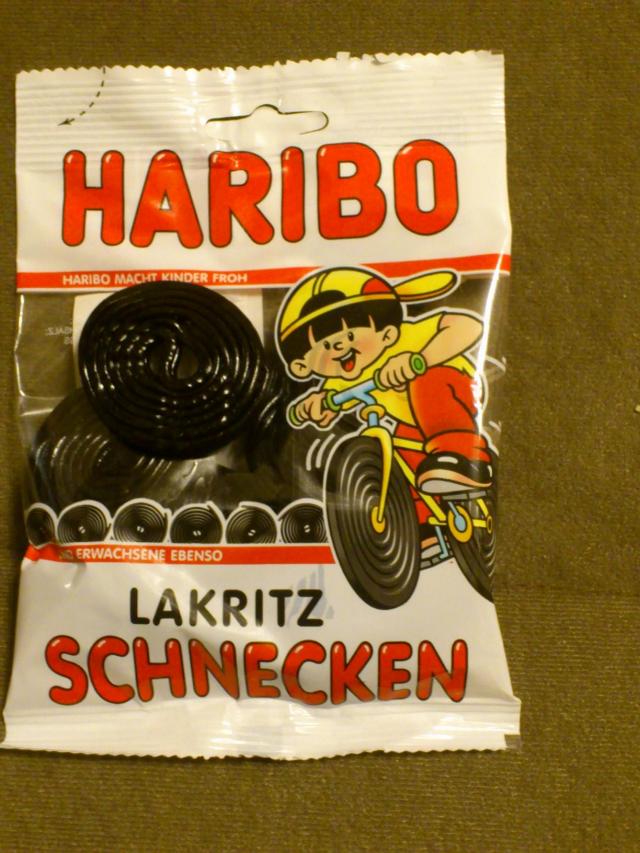 HARIBO
HARIBO MACHT KINDER FROH
ERWACHSENE EBENSO
LAKRITZ
SCHNECKEN